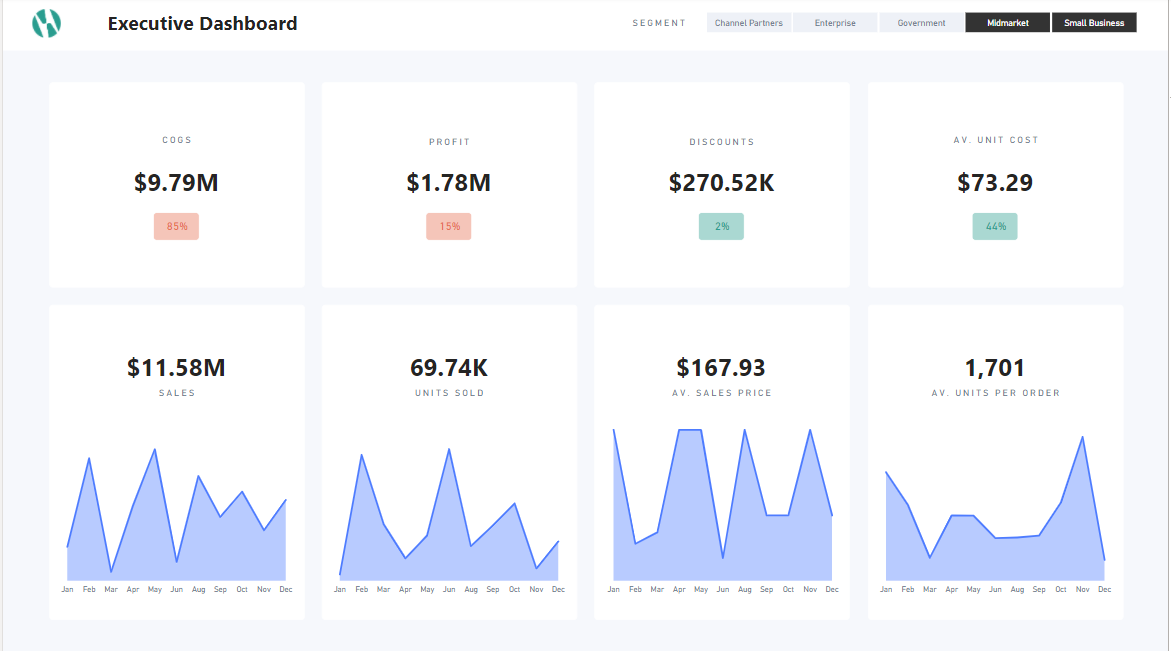 Executive Dashboard
SEGMENT
Channel Partners
Enterprise
Government
Midmarket
Small Business
COGS
$9.79M
85%
PROFIT
$1.78M
15%
DISCOUNTS
$270.52K
2%
AV. UNIT COST
$73.29
44%
$11.58M
SALES
Jan Feb Mar Apr May Jun Aug Sep Oct Nov Dec
69.74K
UNITS SOLD
Jan Feb Mar Apr May Jun Aug Sep Oct Nov Dec
$167.93
AV. SALES PRICE
Jan Feb Mar Apr May Jun Aug Sep Oct Nov Dec
1,701
AV. UNITS PER ORDER
Jan Feb Mar Apr May Jun Aug Sep Oct Nov Dec